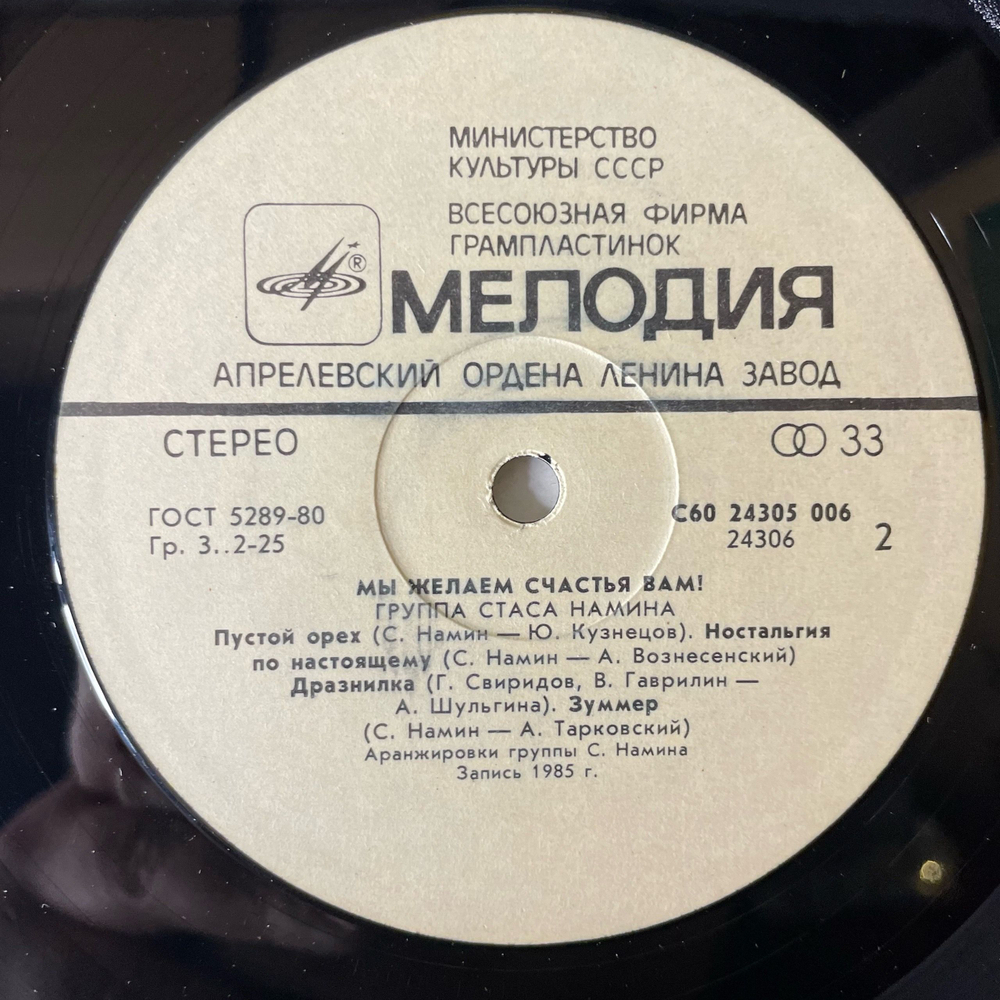 МИНИСТЕРСТВО
КУЛЬТУРЫ СССР
ВСЕСОЮЗНАЯ ФИРМА
ГРАМПЛАСТИНОК
®
МЕЛОДИЯ
АПРЕЛЕВСКИЙ ОРДЕНА ЛЕНИНА ЗАВОД
СТЕРЕО
33
ГОСТ 5289-80
Гр. 3..2-25
С60 24305 006
24306
2
МЫ ЖЕЛАЕМ СЧАСТЬЯ ВАМ!
ГРУППА СТАСА НАМИНА
Пустой орех (С. Намин — Ю. Кузнецов). Ностальгия
по настоящему (С. Намин — А. Вознесенский)
Дразнилка (Г. Свиридов, В. Гаврилин —
А. Шульгина). Зуммер
(С. Намин — А. Тарковский)
Аранжировки группы С. Намина
Запись 1985 г.